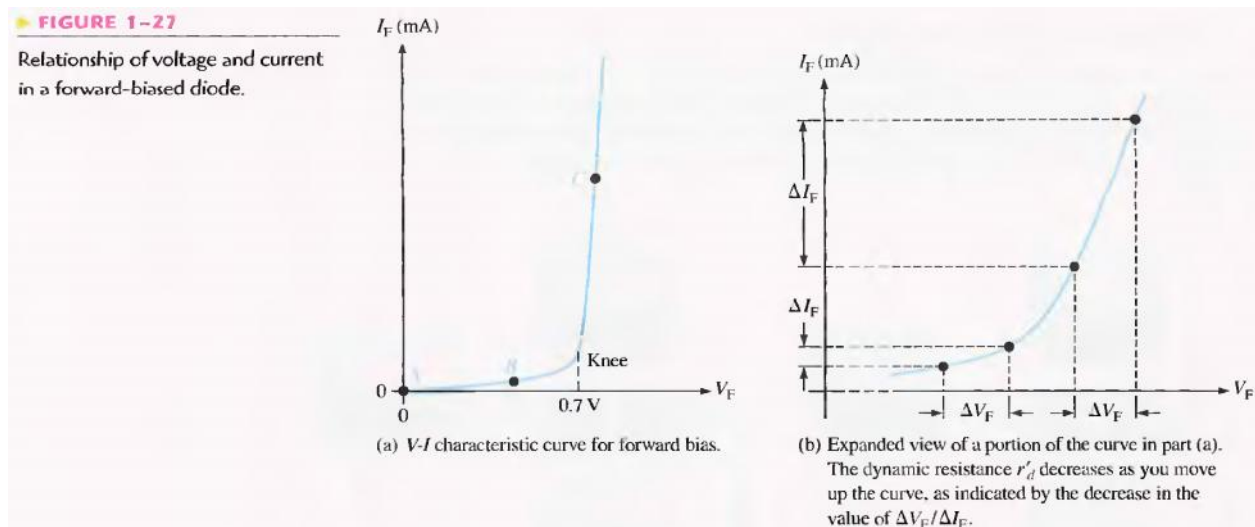 FIGURE 1–27
Relationship of voltage and current
in a forward-biased diode.
I_F (mA)
C
A
B
Knee
0
0
0.7 V
V_F
(a) V-I characteristic curve for forward bias.
I_F (mA)
ΔI_F
ΔI_F
V_F
ΔV_F
ΔV_F
(b) Expanded view of a portion of the curve in part (a).
The dynamic resistance r′_d decreases as you move
up the curve, as indicated by the decrease in the
value of ΔV_F/ΔI_F.